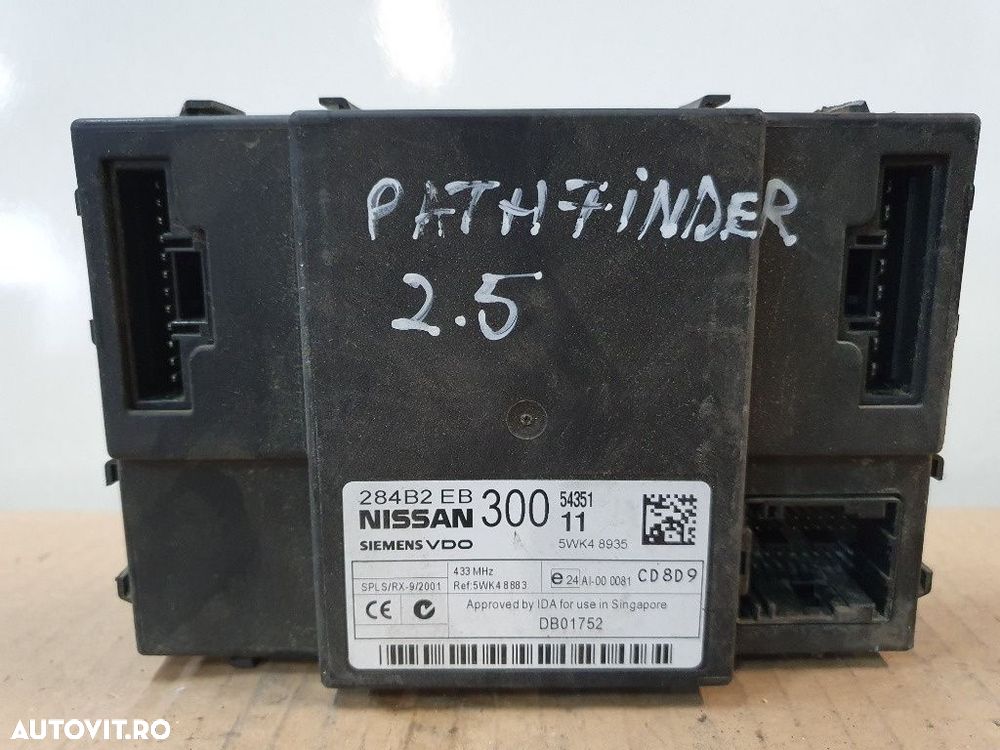 PATHFINDER
2.5
284B2 EB 300 54351
NISSAN 11
SIEMENS VDO 5WK4 8935
433 MHz
SPLS/RX-9/2001 Ref:5WK4 8883 e 24 AI-00 0081 CD8D9
CE Approved by IDA for use in Singapore
DB01752
AUTOVIT.RO